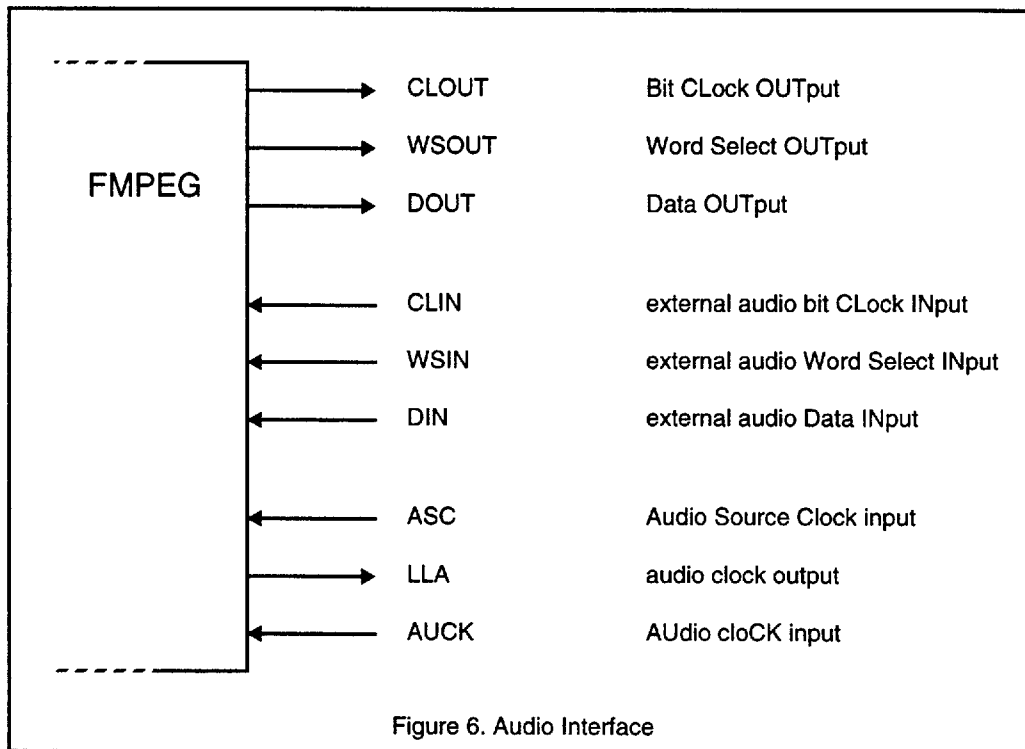 CLOUT Bit CLock OUTput
WSOUT Word Select OUTput
FMPEG
DOUT Data OUTput
CLIN external audio bit CLock INput
WSIN external audio Word Select INput
DIN external audio Data INput
ASC Audio Source Clock input
LLA audio clock output
AUCK AUdio cloCK input
Figure 6. Audio Interface